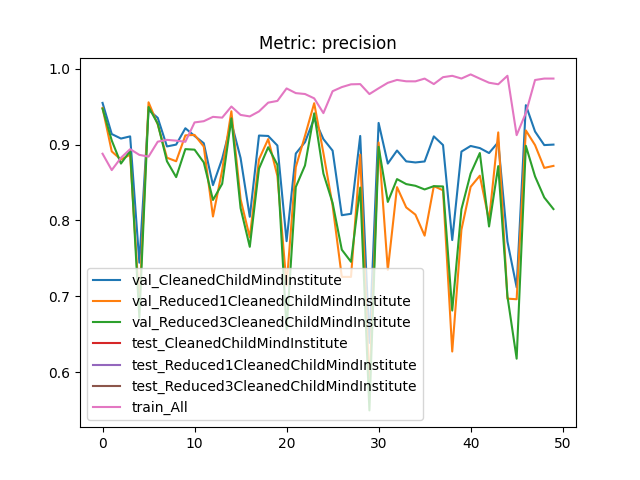 Metric: precision
1.0
0.9
0.8
0.7
0.6
val_CleanedChildMindInstitute
val_Reduced1CleanedChildMindInstitute
val_Reduced3CleanedChildMindInstitute
test_CleanedChildMindInstitute
test_Reduced1CleanedChildMindInstitute
test_Reduced3CleanedChildMindInstitute
train_All
0 10 20 30 40 50